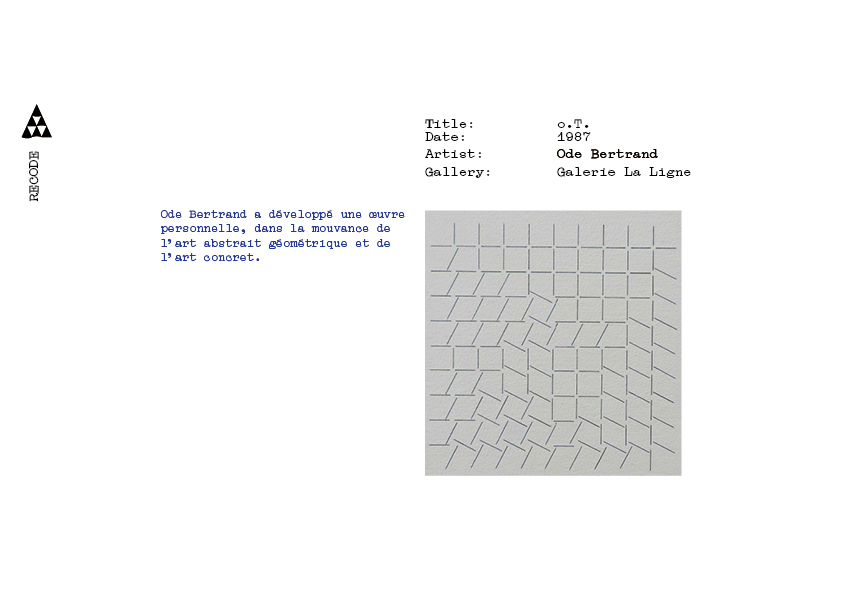 RECODE
Title: o.T.
Date: 1987
Artist: Ode Bertrand
Gallery: Galerie La Ligne
Ode Bertrand a développé une œuvre
personnelle, dans la mouvance de
l'art abstrait géométrique et de
l'art concret.